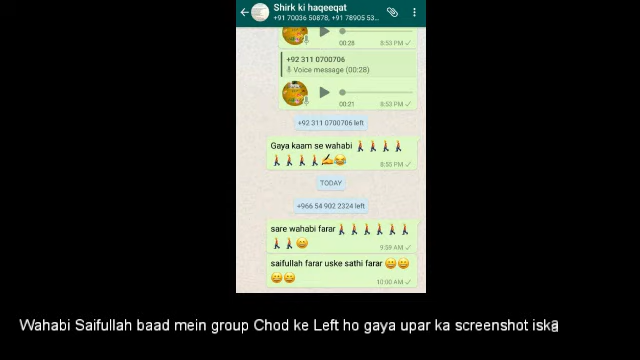 Shirk ki haqeeqat
+91 70036 50878, +91 78905 53...
00:28 8:53 PM
+92 311 0700706
Voice message (00:28)
00:21 8:53 PM
+92 311 0700706 left
Gaya kaam se wahabi 🚶🚶🚶🚶
🚶🚶🚶🚶✍😂
8:55 PM
TODAY
+966 54 902 2324 left
sare wahabi farar 🚶🚶🚶🚶🚶🚶
🚶🚶😄
9:59 AM
saifullah farar uske sathi farar 😄😄
😄😄
10:00 AM
Wahabi Saifullah baad mein group Chod ke Left ho gaya upar ka screenshot iska